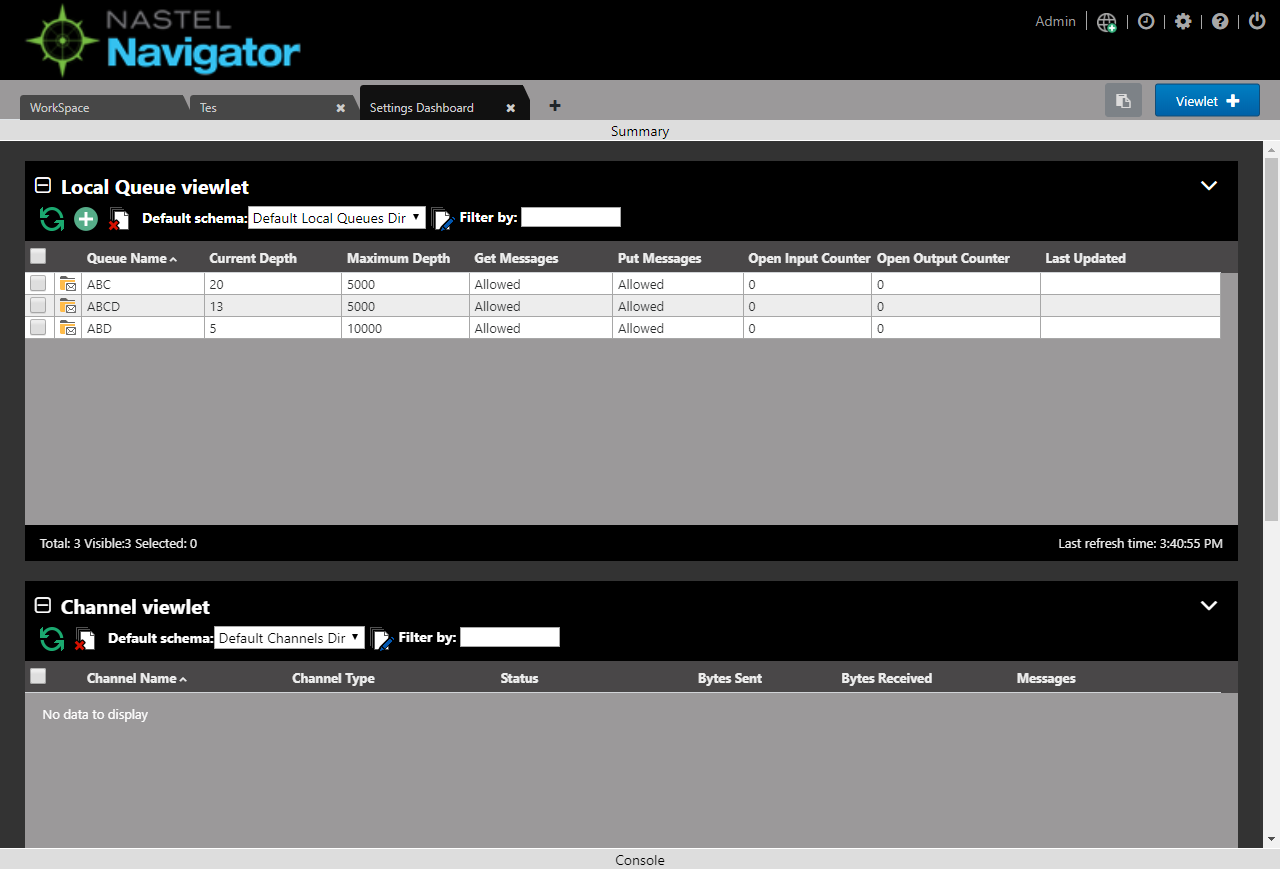 NASTEL
Navigator
Admin
WorkSpace Tes Settings Dashboard Viewlet
Summary
Local Queue viewlet
Default schema: Default Local Queues Dir Filter by:
Queue Name Current Depth Maximum Depth Get Messages Put Messages Open Input Counter Open Output Counter Last Updated
ABC 20 5000 Allowed Allowed 0 0
ABCD 13 5000 Allowed Allowed 0 0
ABD 5 10000 Allowed Allowed 0 0
Total: 3 Visible:3 Selected: 0 Last refresh time: 3:40:55 PM
Channel viewlet
Default schema: Default Channels Dir Filter by:
Channel Name Channel Type Status Bytes Sent Bytes Received Messages
No data to display
Console